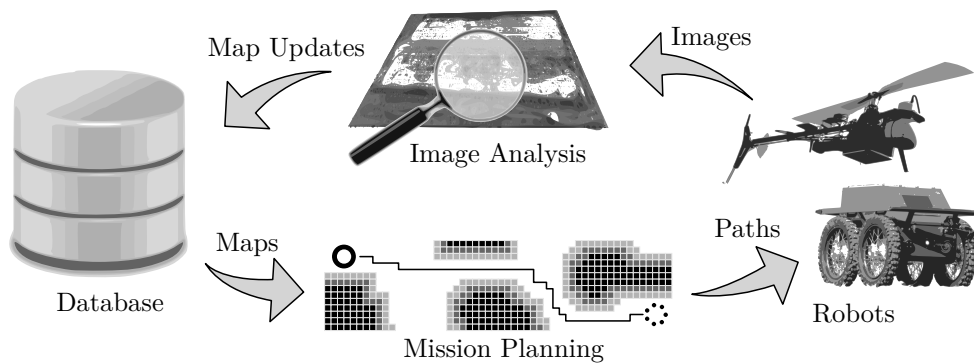 Map Updates
Images
Image Analysis
Maps
Paths
Database
Robots
Mission Planning